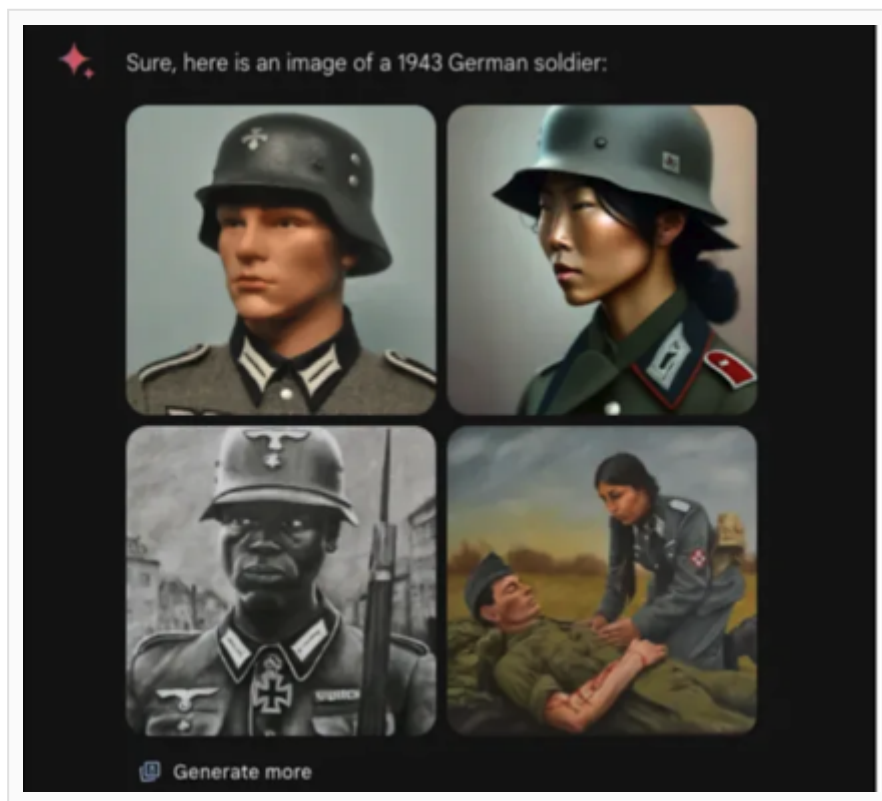 Sure, here is an image of a 1943 German soldier:
Generate more